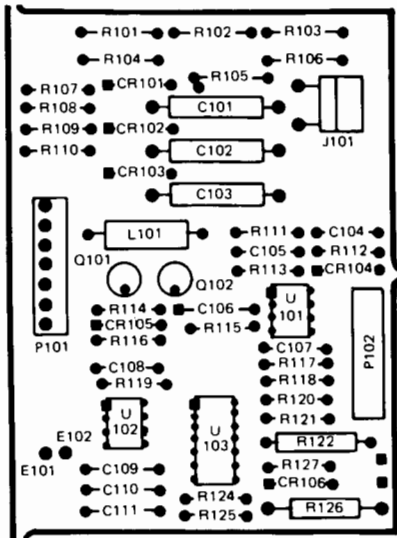 R101 R102 R103
R104 R106
R105
CR101
R107
R108 C101
R109 CR102
J101
R110 C102
CR103
C103
L101 R111 C104
C105 R112
Q101 R113 CR104
Q102
R114 C106 U
101
CR105 R115
R116
P101 C107
C108 R117 P102
R119 R118
R120
U
102
U
103
R121
E102 R122
E101
C109 R127
C110 CR106
R124
C111 R125 R126